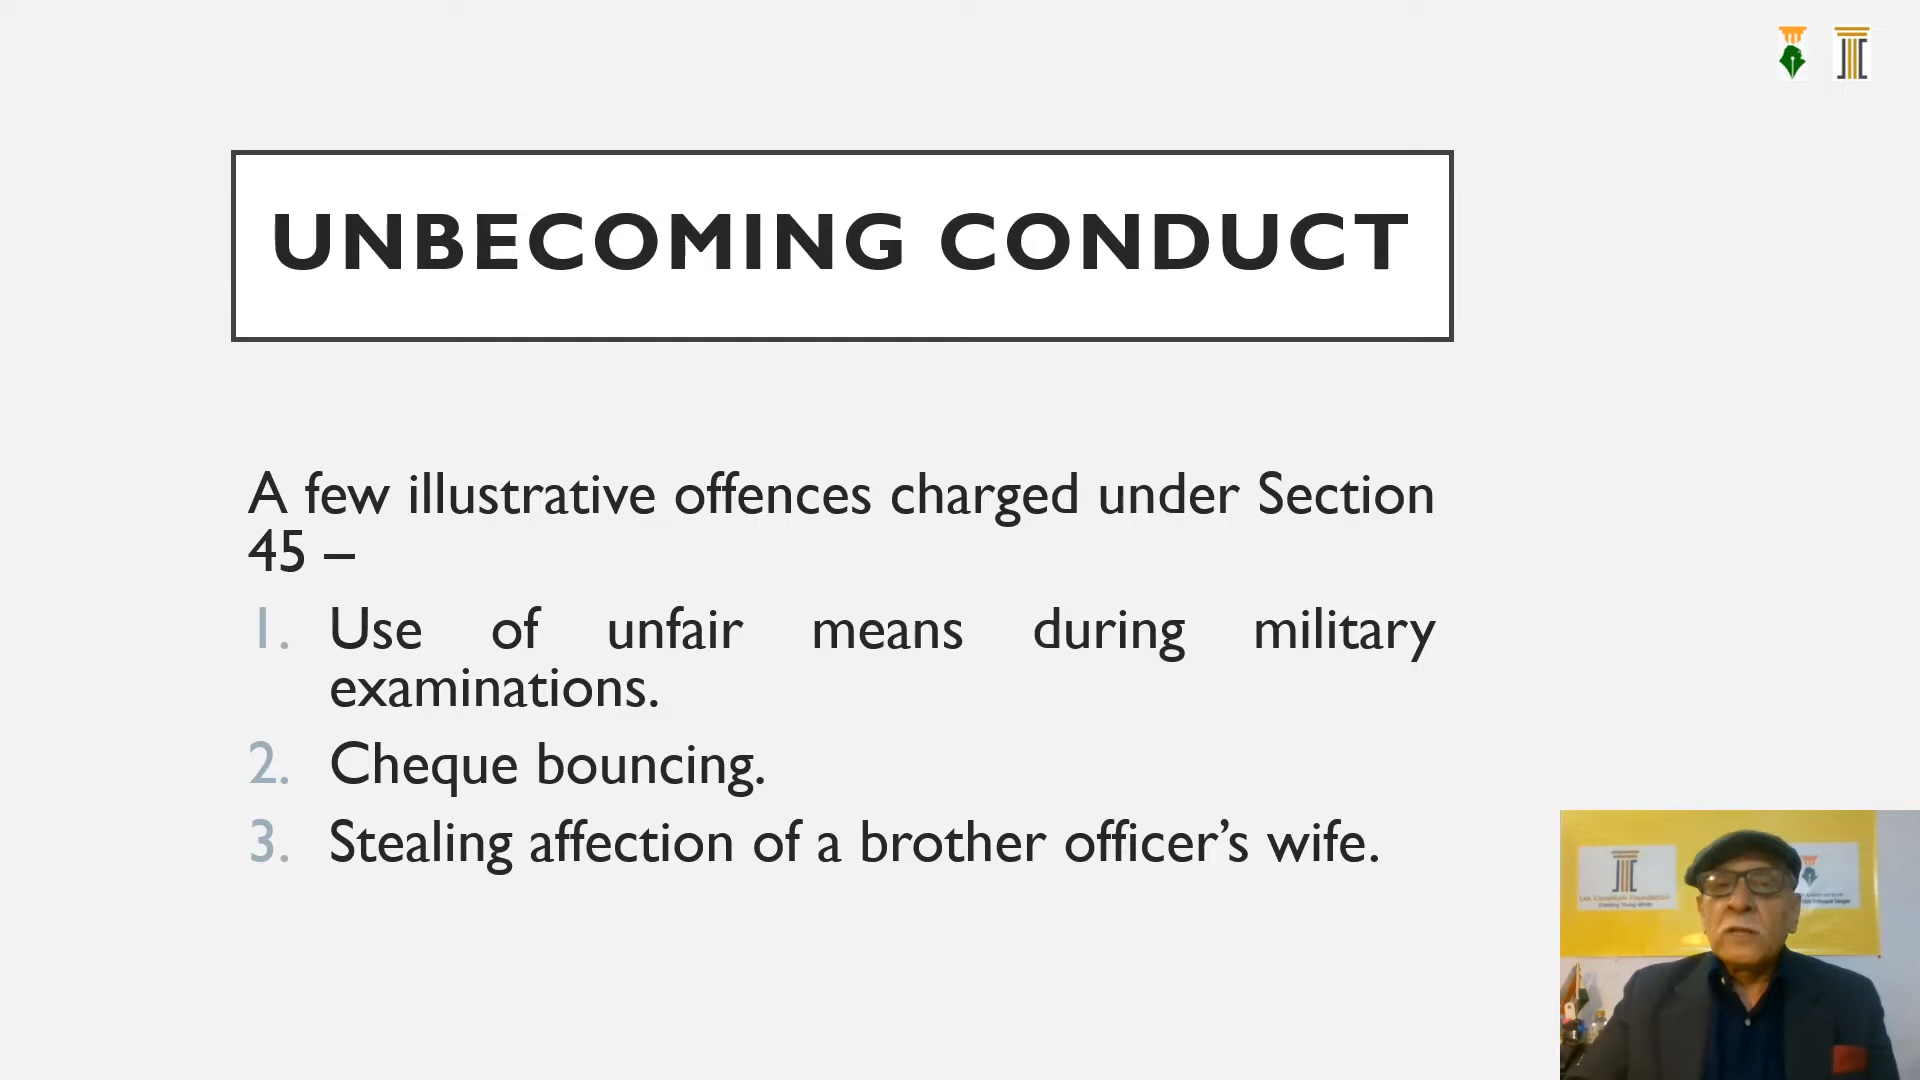 UNBECOMING CONDUCT
A few illustrative offences charged under Section
45 –
1. Use of unfair means during military
examinations.
2. Cheque bouncing.
3. Stealing affection of a brother officer’s wife.